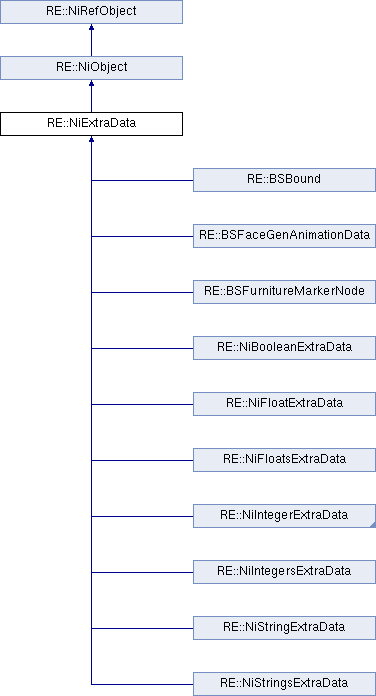 RE::NiRefObject
RE::NiObject
RE::NiExtraData
RE::BSBound
RE::BSFaceGenAnimationData
RE::BSFurnitureMarkerNode
RE::NiBooleanExtraData
RE::NiFloatExtraData
RE::NiFloatsExtraData
RE::NiIntegerExtraData
RE::NiIntegersExtraData
RE::NiStringExtraData
RE::NiStringsExtraData